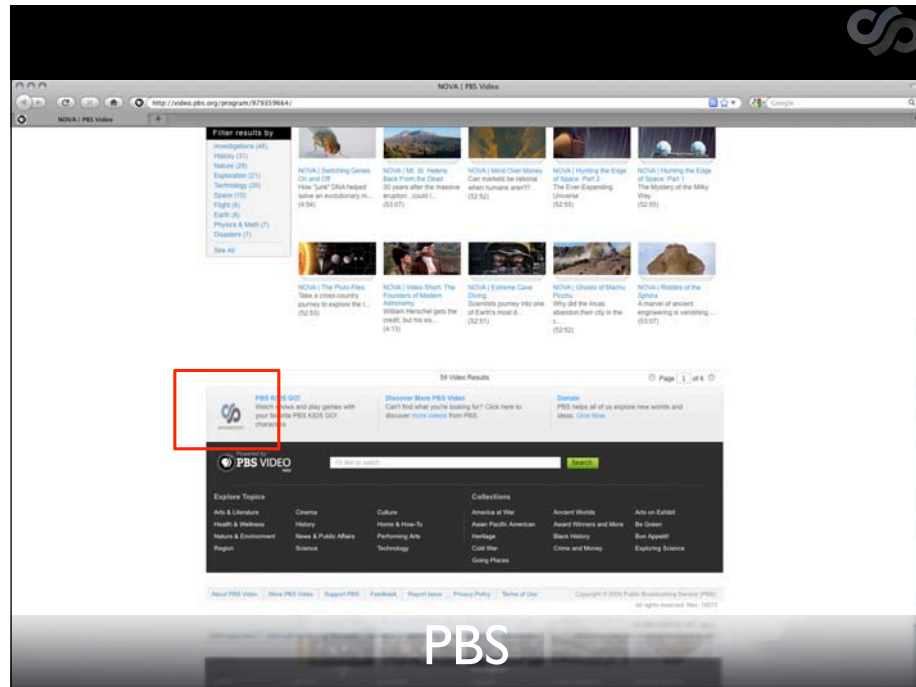 NOVA | PBS Video
http://video.pbs.org/program/979359664/
Google
NOVA | PBS Video
Filter results by
Investigations (46)
History (31)
Nature (26)
Exploration (21)
Technology (20)
Space (10)
Flight (8)
Earth (8)
Physics & Math (7)
Disasters (7)
See All
NOVA | Switching Genes
On and Off
How "junk" DNA helped
solve an evolutionary m...
(4:54)
NOVA | Mt. St. Helens:
Back From the Dead
30 years after the massive
eruption...could i...
(53:07)
NOVA | Mind Over Money
Can markets be rational
when humans aren't?
(52:52)
NOVA | Hunting the Edge
of Space: Part 2
The Ever-Expanding
Universe
(52:55)
NOVA | Hunting the Edge
of Space: Part 1
The Mystery of the Milky
Way
(52:55)
NOVA | The Pluto Files
Take a cross-country
journey to explore the r...
(52:53)
NOVA | Video Short: The
Founders of Modern
Astronomy
William Herschel gets the
credit, but his sis...
(4:13)
NOVA | Extreme Cave
Diving
Scientists journey into one
of Earth's most d...
(52:51)
NOVA | Ghosts of Machu
Picchu
Why did the Incas
abandon their city in the
c...
(52:52)
NOVA | Riddles of the
Sphinx
A marvel of ancient
engineering is vanishing...
(53:07)
59 Video Results
Page 1 of 6
PBS KIDS GO!
Watch shows and play games with
your favorite PBS KIDS GO!
characters
Discover More PBS Video
Can't find what you're looking for? Click here to
discover more videos from PBS.
Donate
PBS helps all of us explore new worlds and
ideas. Give Now
Powered by
PBS VIDEO
I'd like to watch...
Search
Explore Topics
Arts & Literature
Health & Wellness
Nature & Environment
Region
Cinema
History
News & Public Affairs
Science
Culture
Home & How-To
Performing Arts
Technology
Collections
America at War
Asian Pacific American
Heritage
Cold War
Going Places
Ancient Worlds
Award Winners and More
Black History
Crime and Money
Arts on Exhibit
Be Green
Bon Appetit!
Exploring Science
About PBS Video | More PBS Video | Support PBS | Feedback | Report Issue | Privacy Policy | Terms of Use
Public Broadcasting Service (PBS)
All rights reserved.
PBS